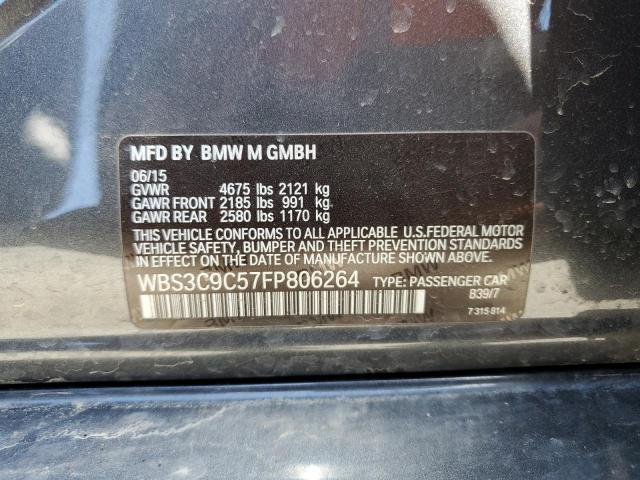 MFD BY BMW M GMBH
06/15
GVWR 4675 lbs 2121 kg
GAWR FRONT 2185 lbs 991 kg
GAWR REAR 2580 lbs 1170 kg
THIS VEHICLE CONFORMS TO ALL APPLICABLE U.S.FEDERAL MOTOR
VEHICLE SAFETY, BUMPER AND THEFT PREVENTION STANDARDS
IN EFFECT ON THE DATE OF MANUFACTURE SHOWN ABOVE.
WBS3C9C57FP806264 TYPE: PASSENGER CAR
B39/7
7 315 814